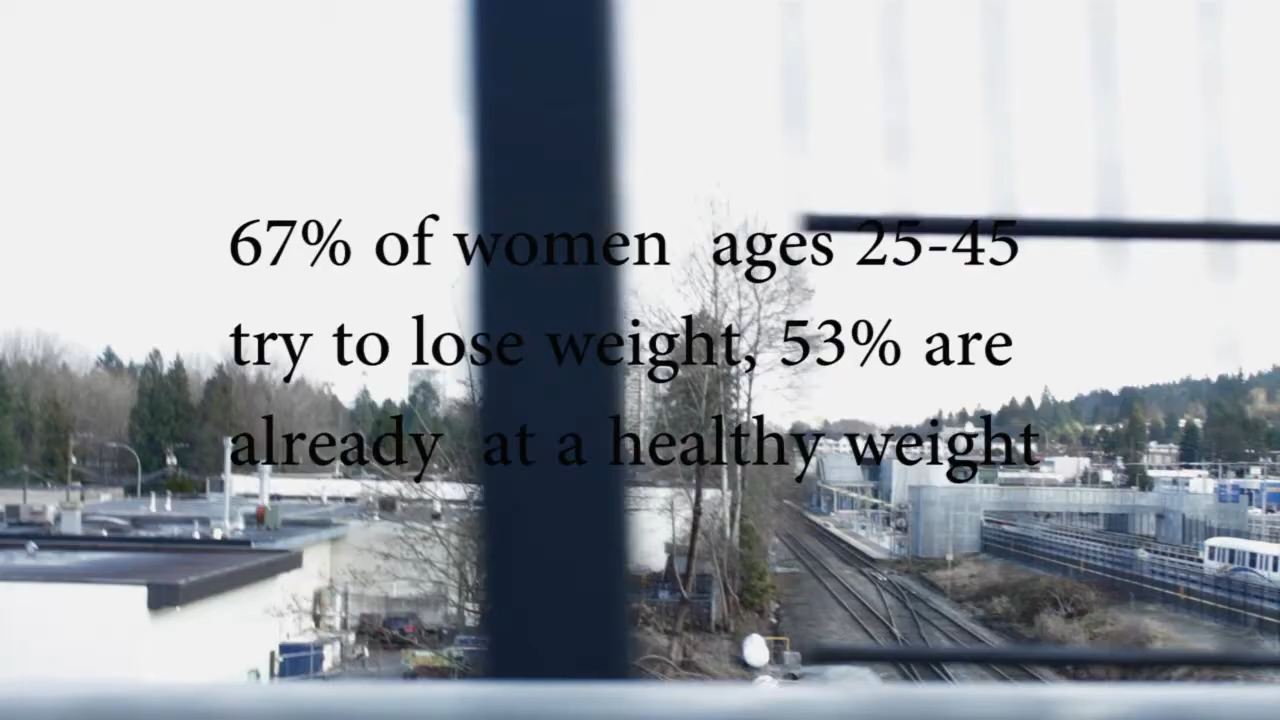 67% of women  ages 25-45
try to lose weight, 53% are
already  at a healthy weight